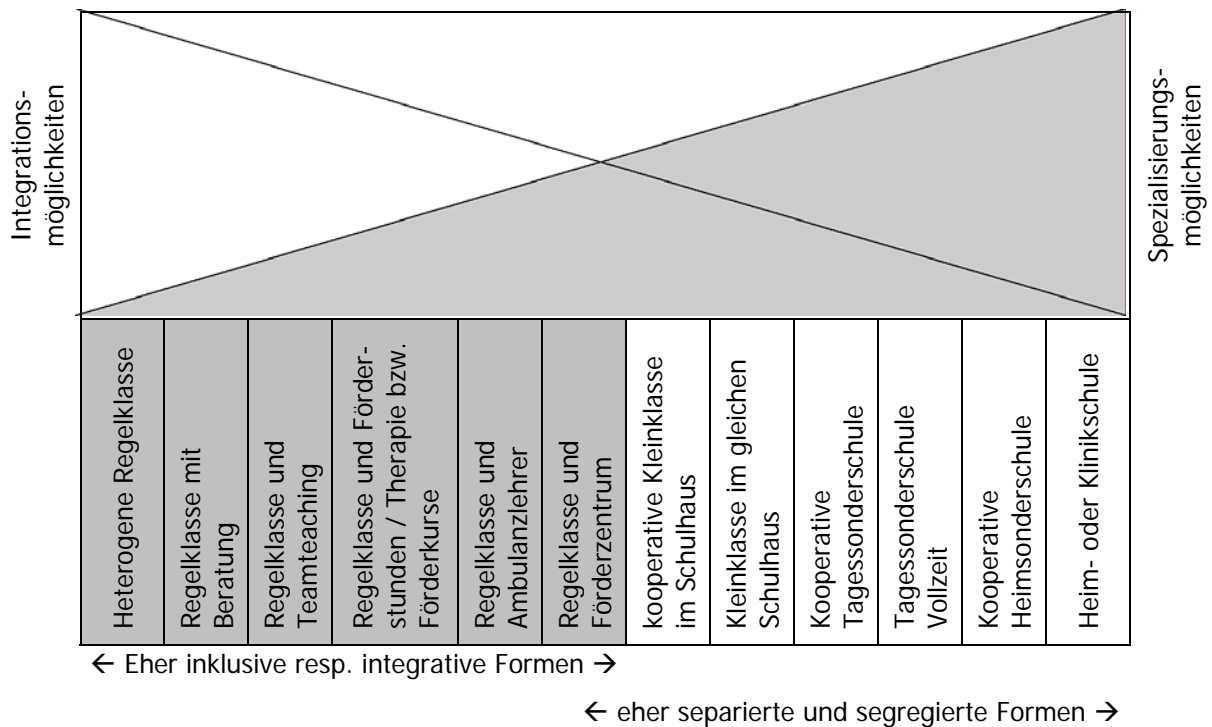 Integrations-
möglichkeiten
Spezialisierungs-
möglichkeiten
Heterogene Regelklasse
Regelklasse mit
Beratung
Regelklasse und
Teamteaching
Regelklasse und Förder-
stunden / Therapie bzw.
Förderkurse
Regelklasse und
Ambulanzlehrer
Regelklasse und
Förderzentrum
kooperative Kleinklasse
im Schulhaus
Kleinklasse im gleichen
Schulhaus
Kooperative
Tagessonderschule
Tagessonderschule
Vollzeit
Kooperative
Heimsonderschule
Heim- oder Klinikschule
← Eher inklusive resp. integrative Formen →
← eher separierte und segregierte Formen →